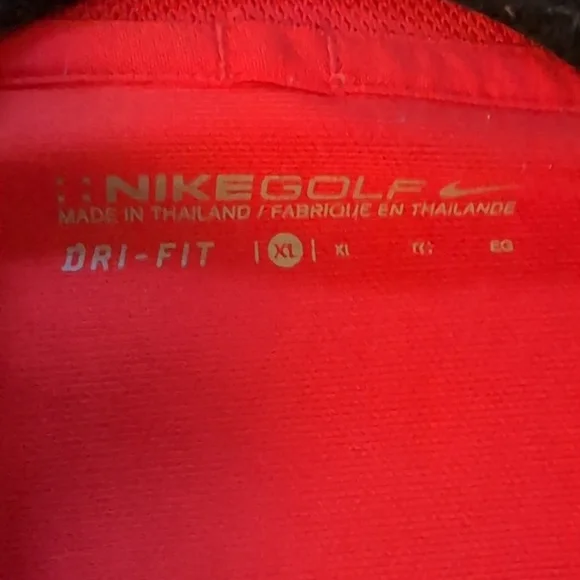 NIKEGOLF
MADE IN THAILAND / FABRIQUE EN THAILANDE
DRI-FIT | XL | XL EG